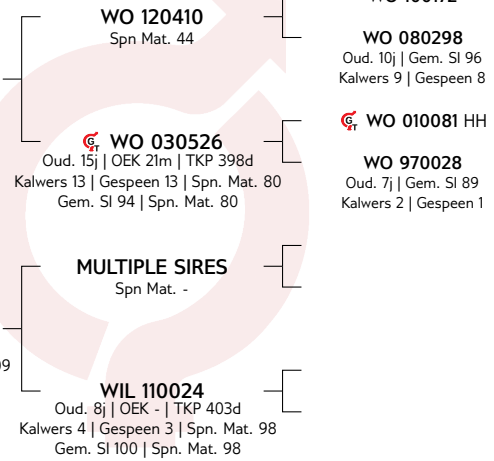 WO 120410
Spn Mat. 44
WO 080298
Oud. 10j | Gem. SI 96
Kalwers 9 | Gespeen 8
GT WO 030526
Oud. 15j | OEK 21m | TKP 398d
Kalwers 13 | Gespeen 13 | Spn. Mat. 80
Gem. SI 94 | Spn. Mat. 80
GT WO 010081 HH
WO 970028
Oud. 7j | Gem. SI 89
Kalwers 2 | Gespeen 1
MULTIPLE SIRES
Spn Mat. -
WIL 110024
Oud. 8j | OEK - | TKP 403d
Kalwers 4 | Gespeen 3 | Spn. Mat. 98
Gem. SI 100 | Spn. Mat. 98